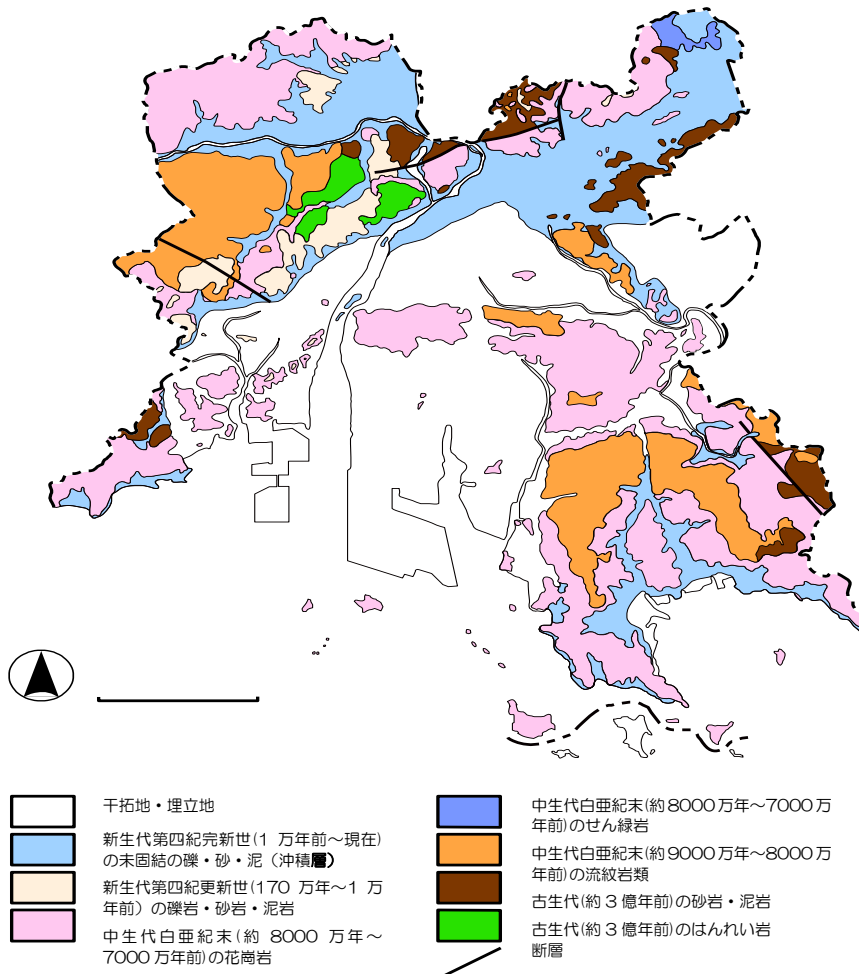 干拓地・埋立地
新生代第四紀完新世(1 万年前～現在)
の未固結の礫・砂・泥（沖積層）
新生代第四紀更新世(170 万年～1 万
年前）の礫岩・砂岩・泥岩
中生代白亜紀末(約 8000 万年～
7000 万年前)の花崗岩
中生代白亜紀末(約 8000 万年～7000 万
年前)のせん緑岩
中生代白亜紀末(約 9000 万年～8000 万
年前)の流紋岩類
古生代(約 3 億年前)の砂岩・泥岩
古生代(約 3 億年前)のはんれい岩
断層